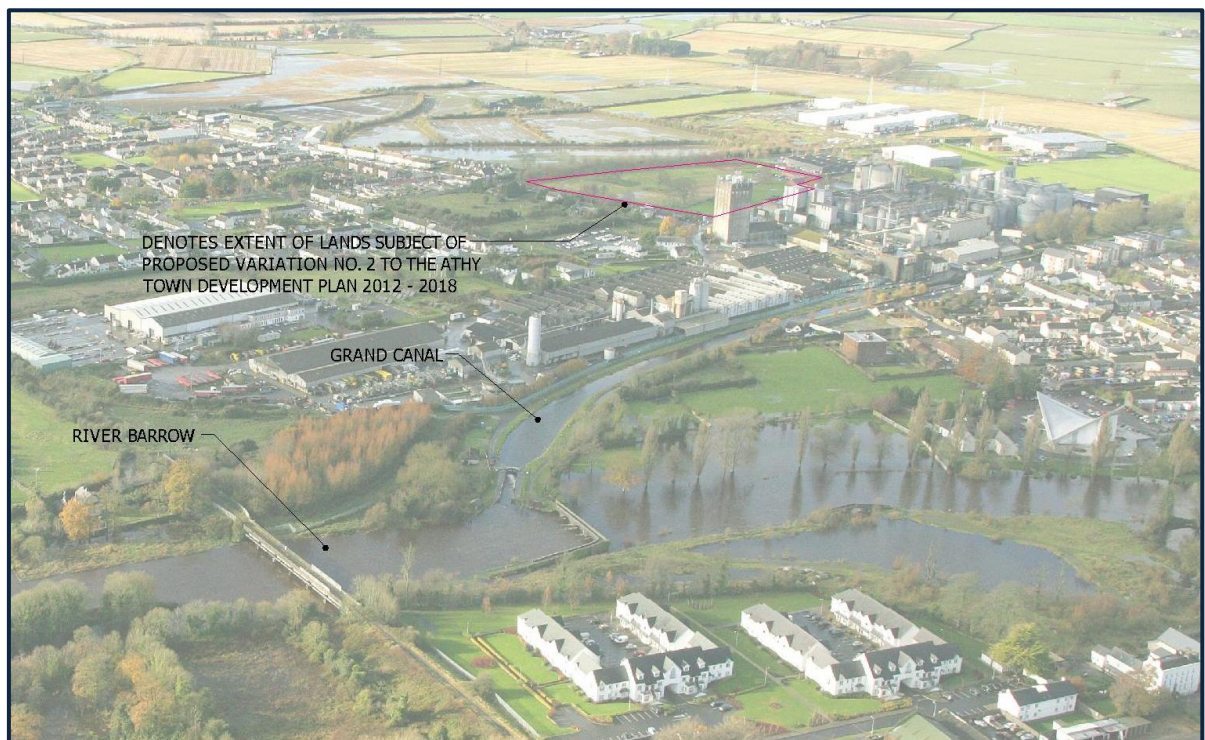 DENOTES EXTENT OF LANDS SUBJECT OF
PROPOSED VARIATION NO. 2 TO THE ATHY
TOWN DEVELOPMENT PLAN 2012 - 2018
GRAND CANAL
RIVER BARROW